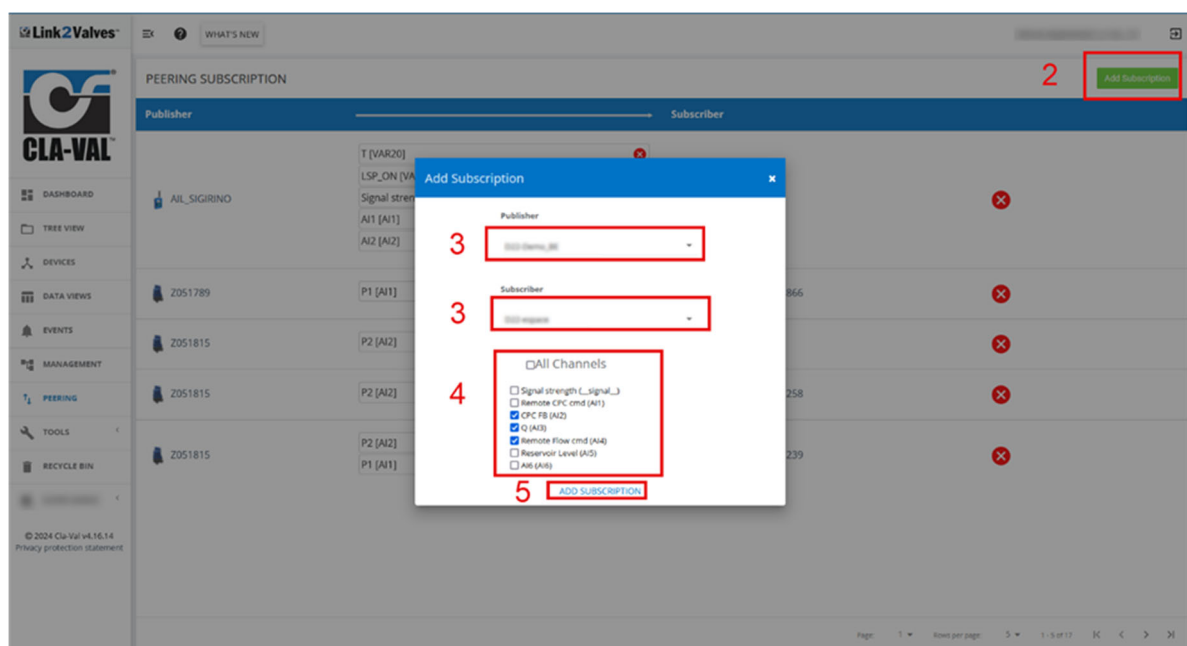 Link2Valves™
WHAT'S NEW
CLA-VAL™
DASHBOARD
TREE VIEW
DEVICES
DATA VIEWS
EVENTS
MANAGEMENT
PEERING
TOOLS
RECYCLE BIN
© 2024 Cla-Val v4.16.14
Privacy protection statement
PEERING SUBSCRIPTION
2
Add Subscription
Publisher
Subscriber
AIL_SIGIRINO
T [VAR20]
LSP_ON [VA
Signal stren
AI1 [AI1]
AI2 [AI2]
Z051789
P1 [AI1]
866
Z051815
P2 [AI2]
Z051815
P2 [AI2]
258
Z051815
P2 [AI2]
P1 [AI1]
239
Add Subscription
×
Publisher
3
Subscriber
3
All Channels
4
Signal strength (__signal__)
Remote CPC cmd (AI1)
CPC FB (AI2)
Q (AI3)
Remote Flow cmd (AI4)
Reservoir Level (AI5)
AI6 (AI6)
5
ADD SUBSCRIPTION
Page: 1
Rows per page: 5
1-5 of 17